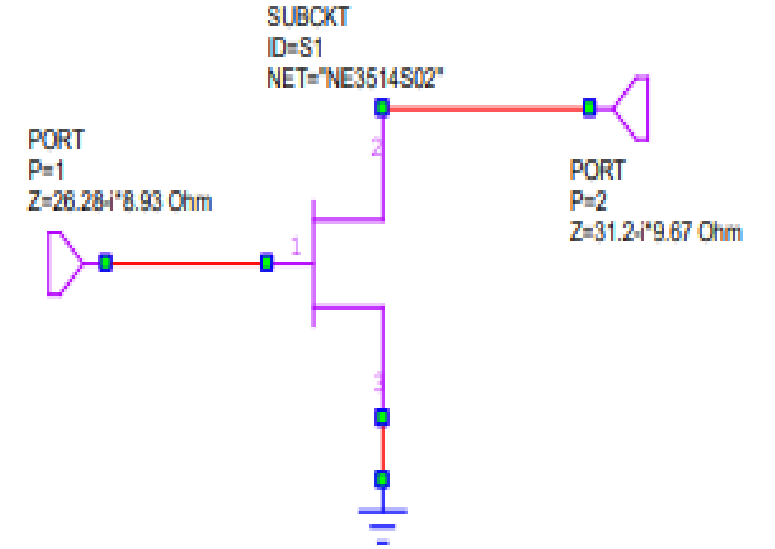 SUBCKT
ID=S1
NET="NE3514S02"
PORT
P=1
Z=26.28-i*8.93 Ohm
2
PORT
P=2
Z=31.2-i*9.67 Ohm
1
3